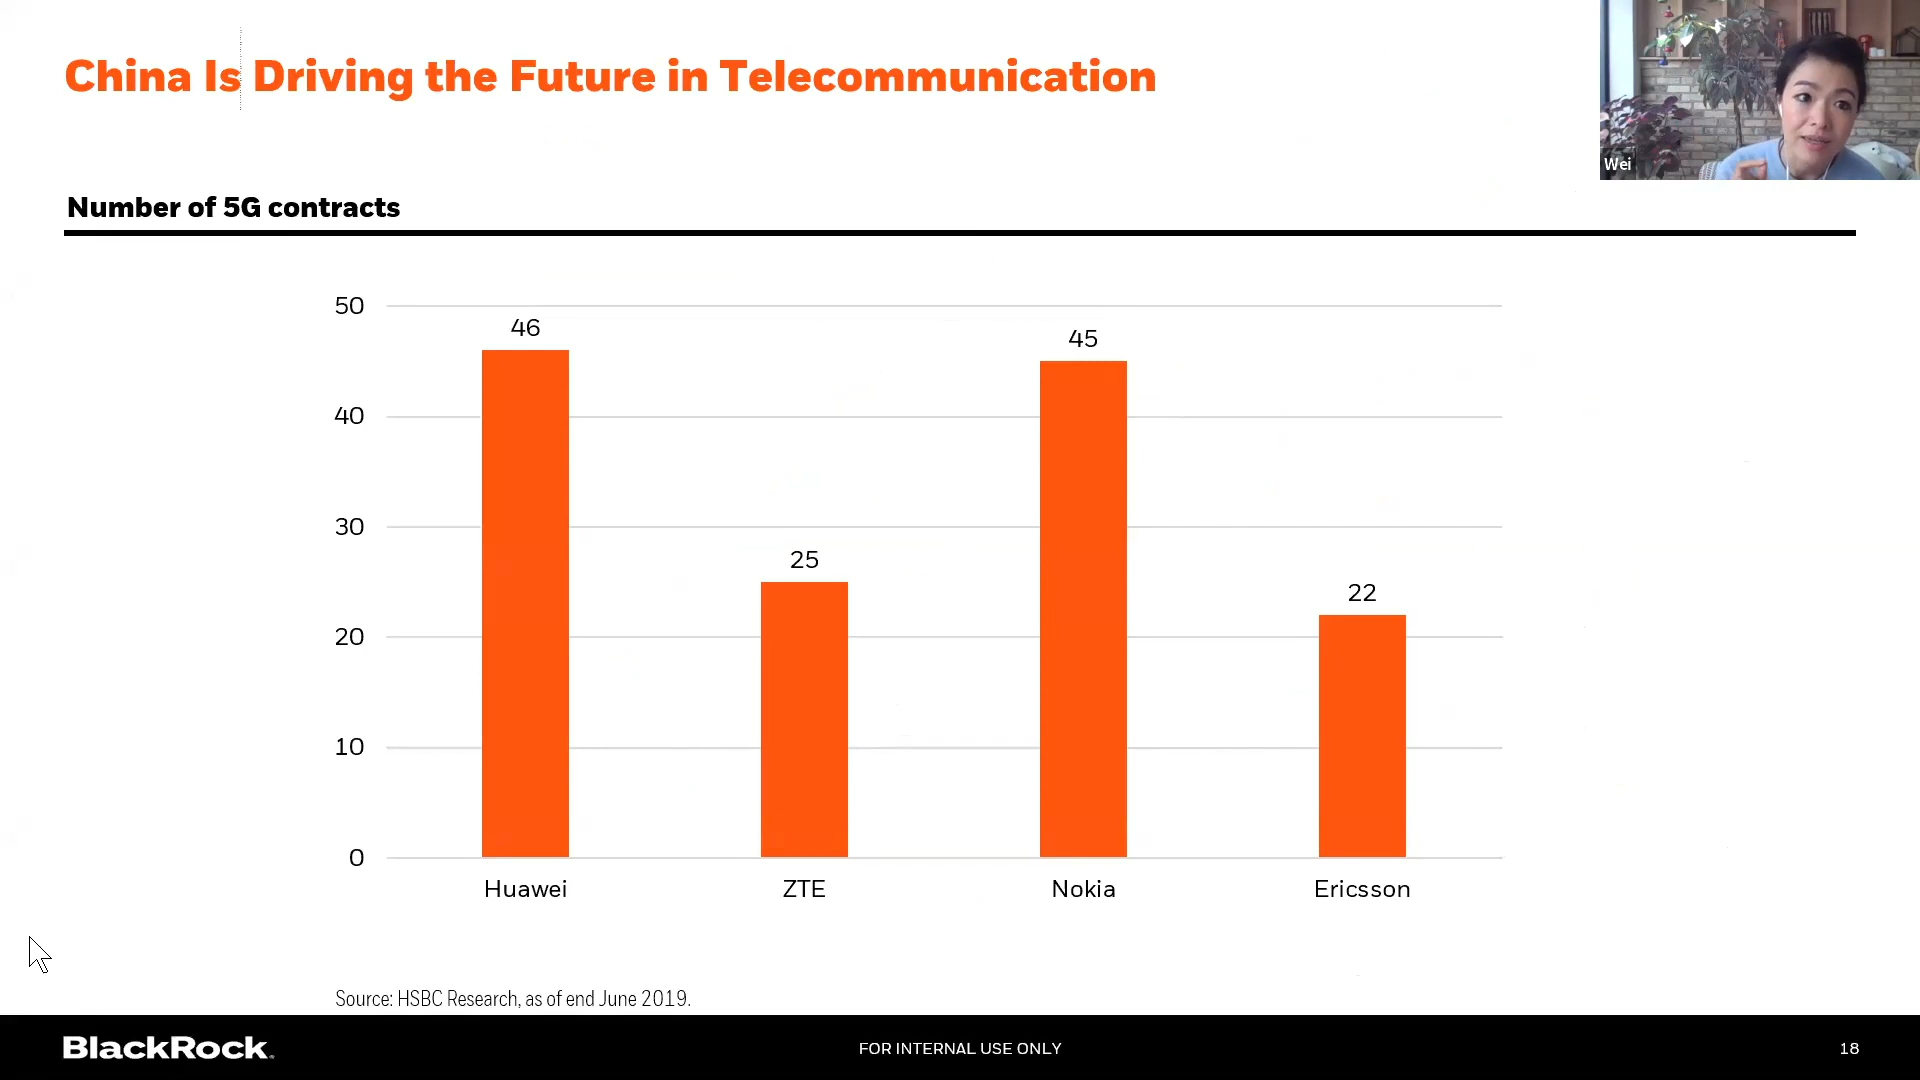 China Is Driving the Future in Telecommunication
Wei
Number of 5G contracts
50
40
30
20
10
0
46
25
45
22
Huawei
ZTE
Nokia
Ericsson
Source: HSBC Research, as of end June 2019.
BlackRock.
FOR INTERNAL USE ONLY
18